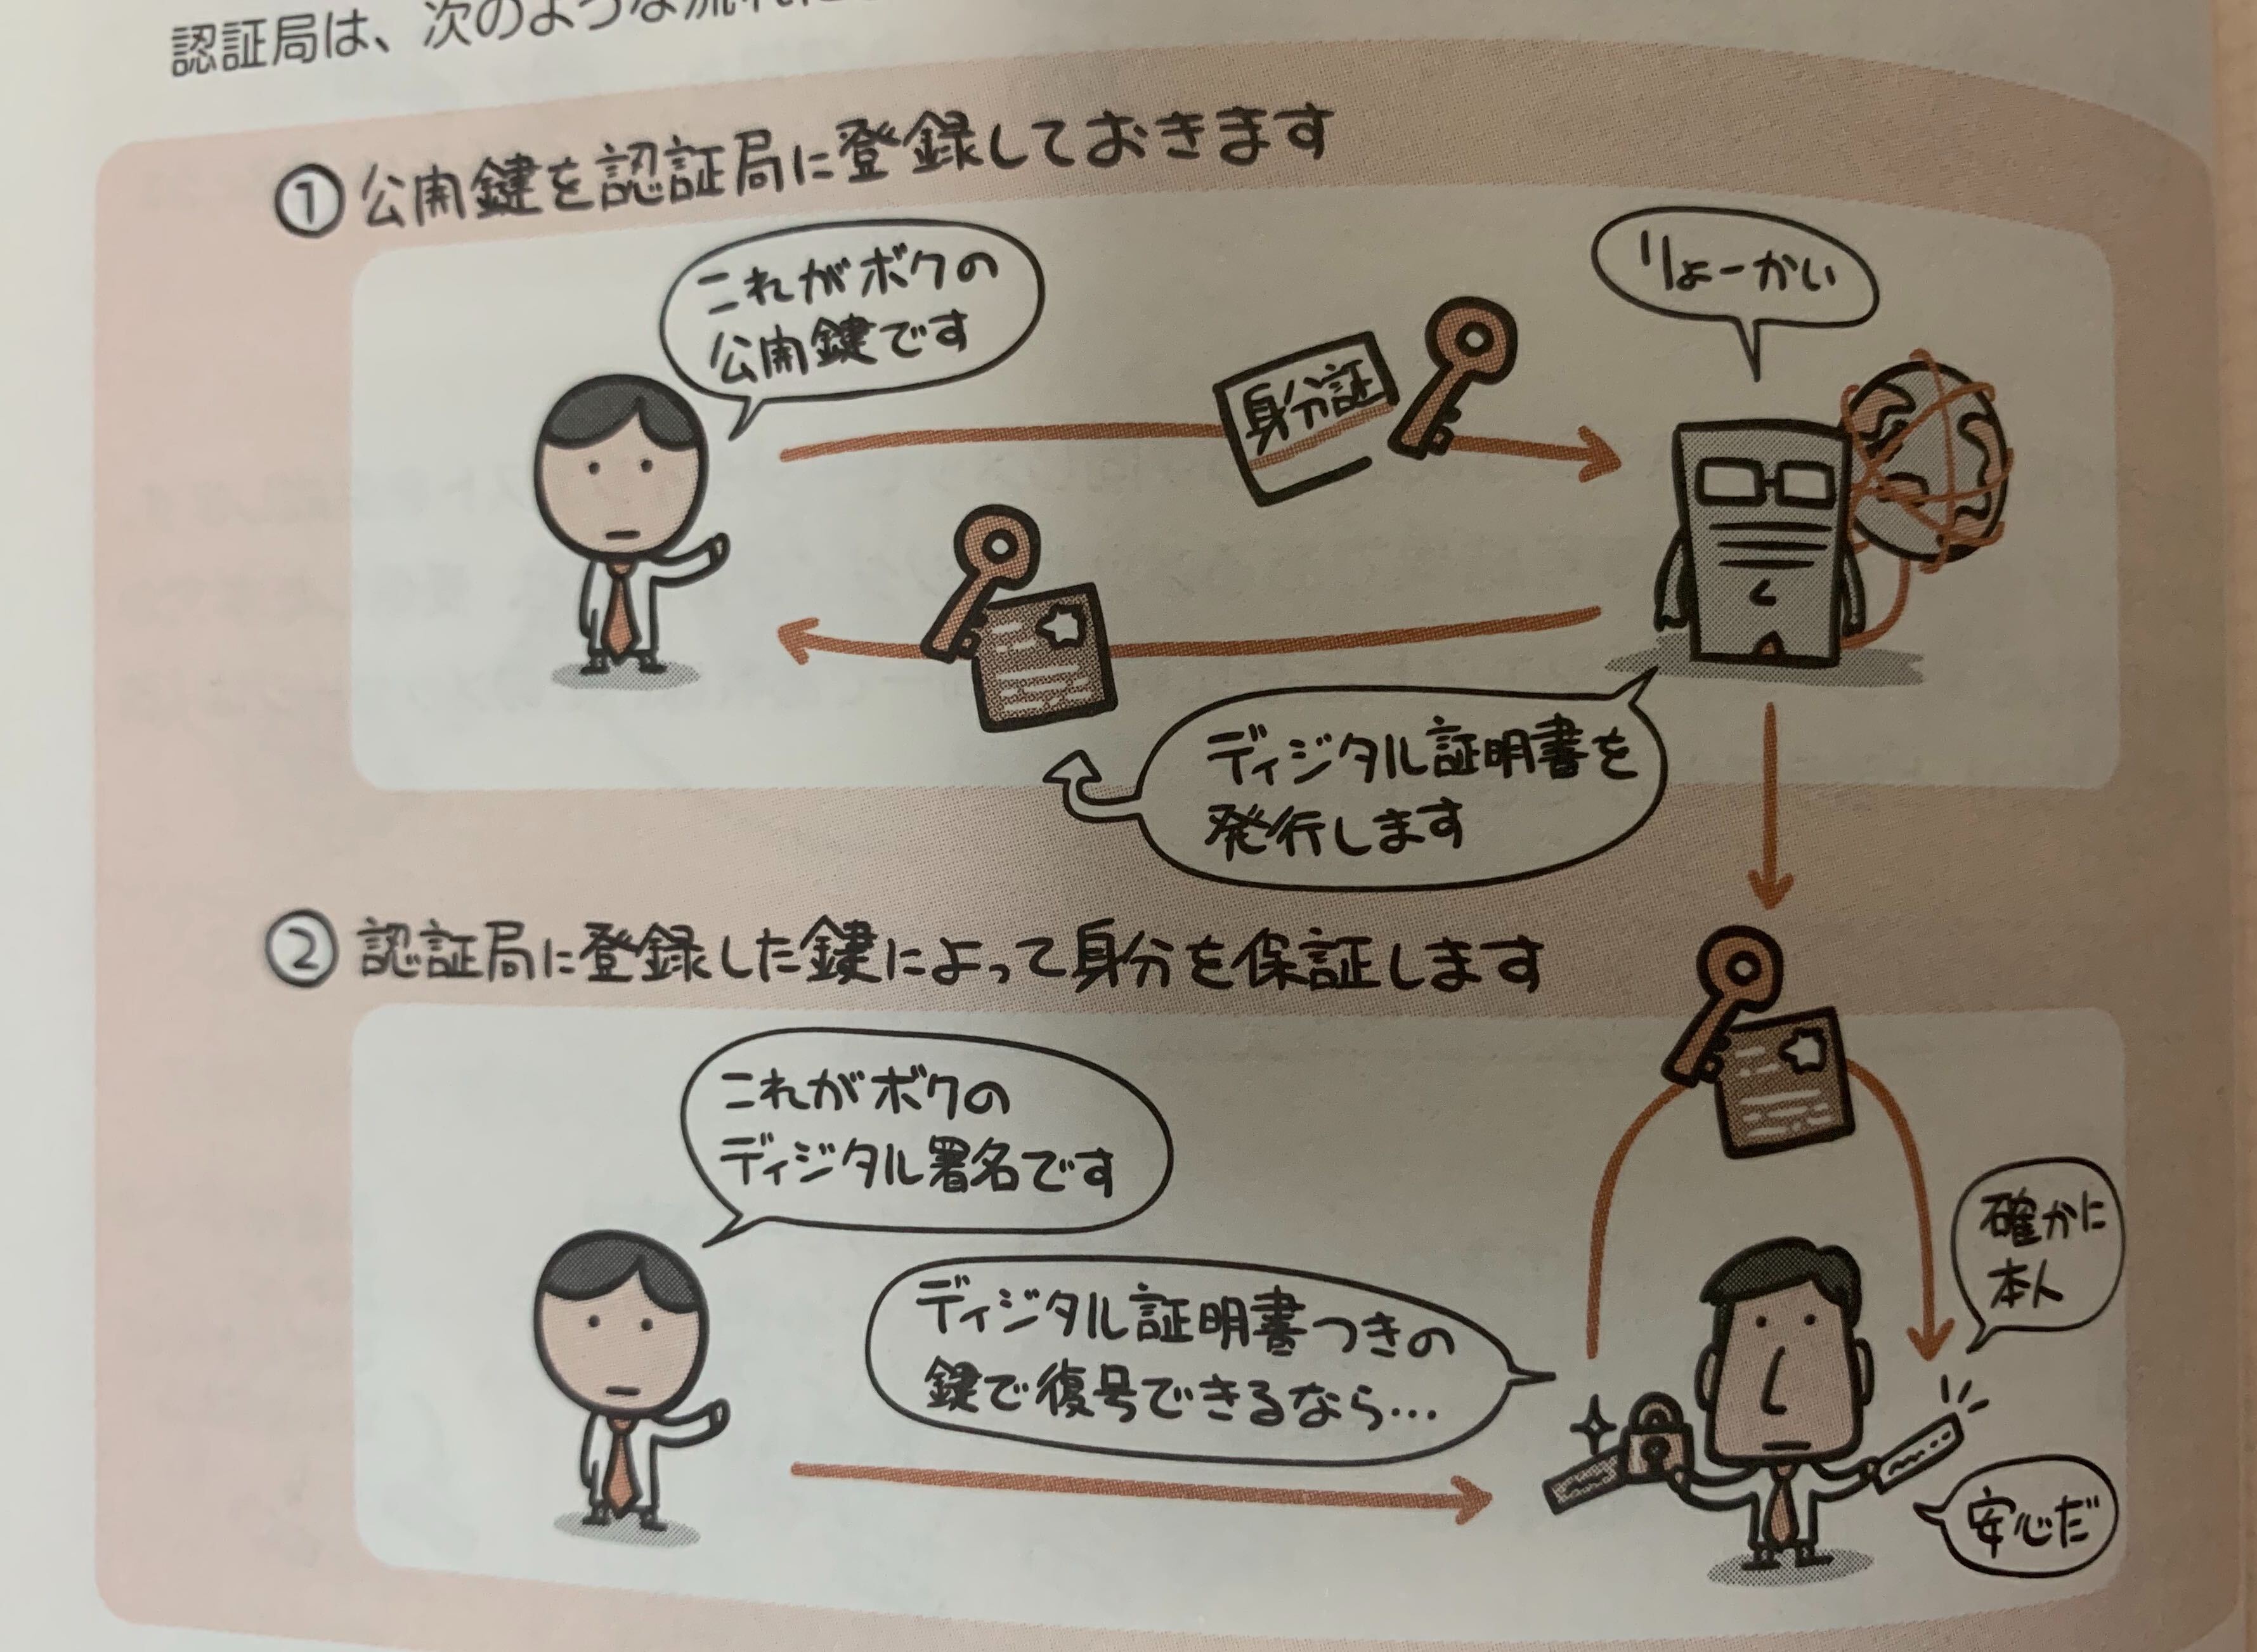 認証局は、次のような流れに
① 公開鍵を認証局に登録しておきます
これがボクの
公開鍵です
りょーかい
身分証
ディジタル証明書を
発行します
② 認証局に登録した鍵によって身分を保証します
これがボクの
ディジタル署名です
ディジタル証明書つきの
鍵で復号できるなら…
確かに
本人
安心だ